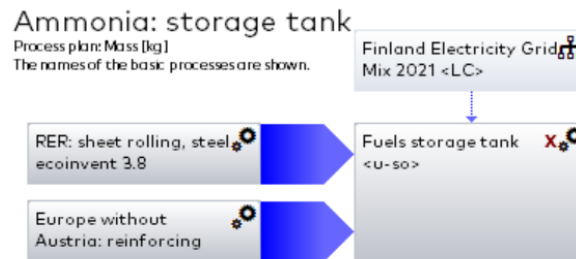 Ammonia: storage tank
Process plan: Mass [kg]
The names of the basic processes are shown.
Finland Electricity Grid
Mix 2021 <LC>
RER: sheet rolling, steel
ecoinvent 3.8
Fuels storage tank
<u-so>
X
Europe without
Austria: reinforcing